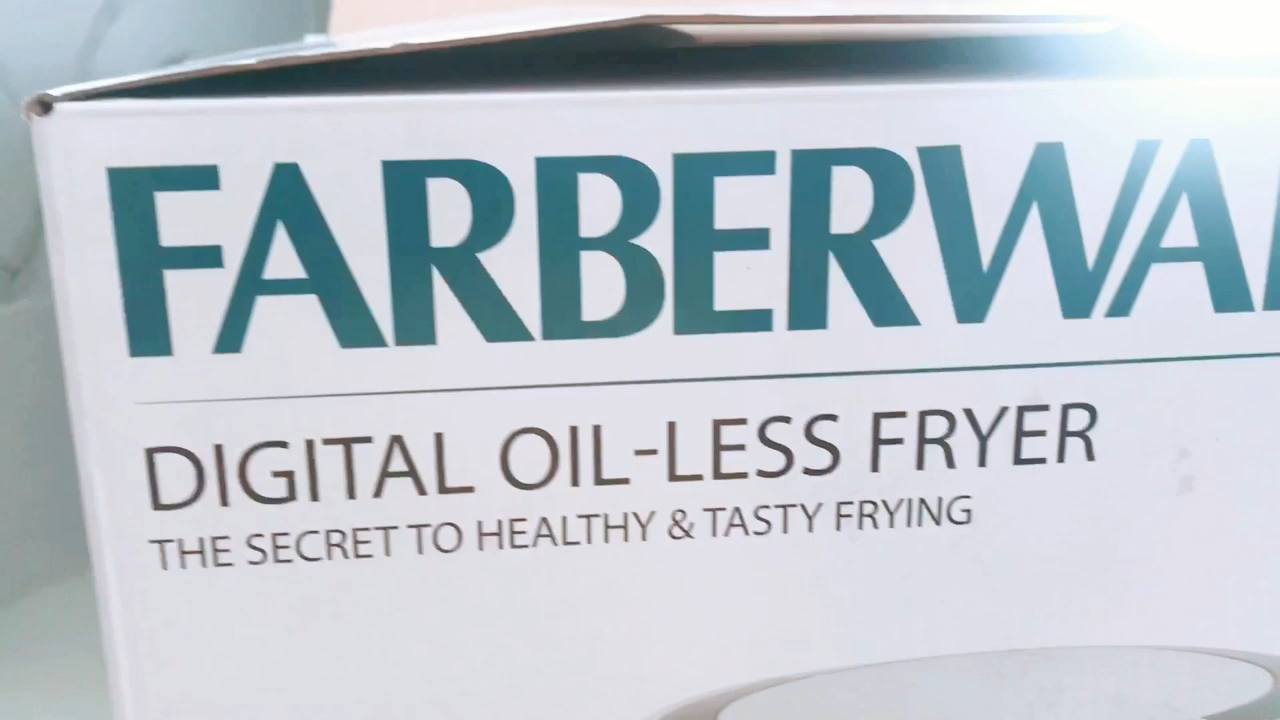 FARBERWA
DIGITAL OIL-LESS FRYER
THE SECRET TO HEALTHY & TASTY FRYING